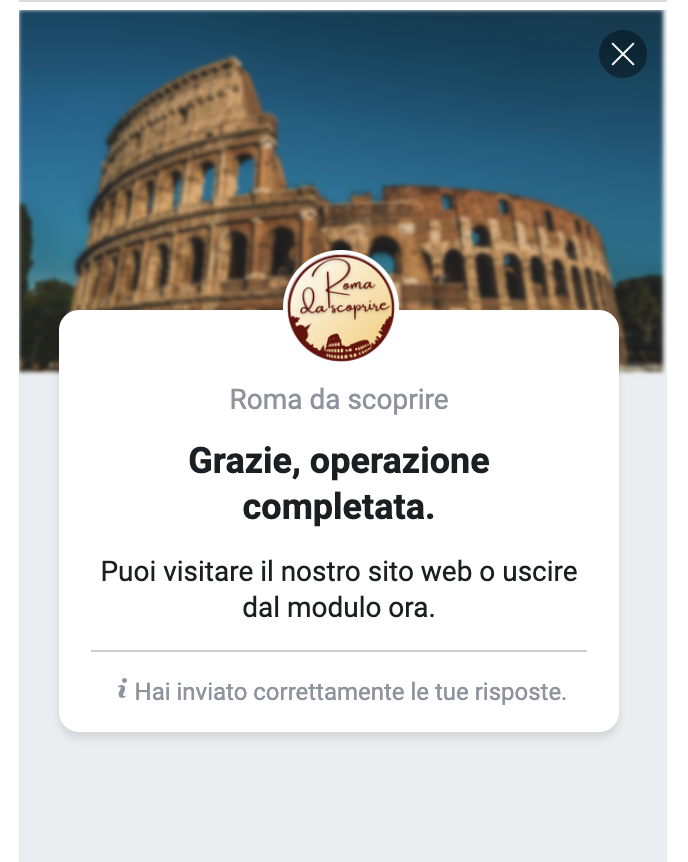 Roma
da scoprire
Roma da scoprire
Grazie, operazione
completata.
Puoi visitare il nostro sito web o uscire
dal modulo ora.
i Hai inviato correttamente le tue risposte.